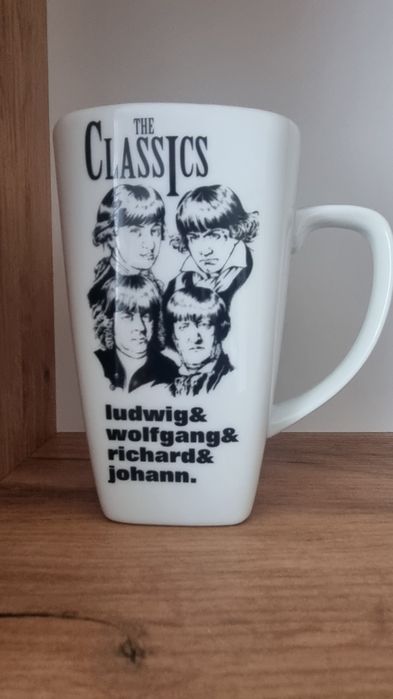 THE
CLASSICS
ludwig&
wolfgang&
richard&
johann.